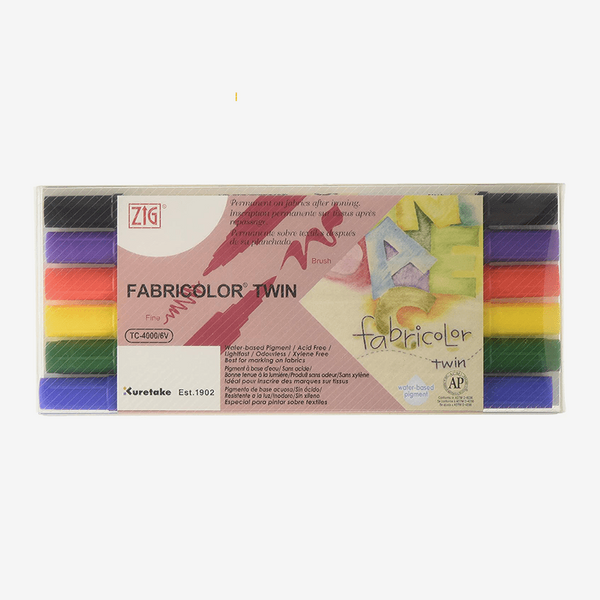 ZIG®
Permanent on fabrics after ironing.
Inscription permanente sur tissus après
repassage.
Permanente sobre textiles después
de su planchado.
Brush
FABRICOLOR® TWIN
Fine
TC-4000/6V
fabricolor
twin
Water-based Pigment / Acid Free /
Lightfast / Odourless / Xylene Free
Best for marking on fabrics
Pigment à base d'eau/ Sans acide/
Bonne tenue à la lumière/Produit sans odeur/Sans xylène
Idéal pour inscrire des marques sur tissus
Pigmento de base acuosa/Sin ácido/
Resistente a la luz/Inodoro/Sin xileno
Especial para pintar sobre textiles
Kuretake Est.1902
water-based
pigment
AP